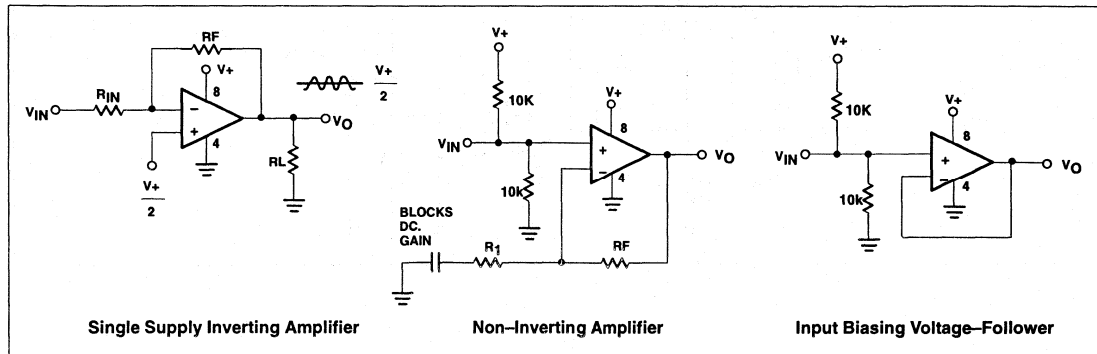 RF
V+
8
RIN
VIN
−
+
4
VO
RL
V+
2
V+
2
Single Supply Inverting Amplifier
V+
10K
V+
8
VIN
+
−
4
VO
10k
BLOCKS
DC.
GAIN
R1
RF
Non–Inverting Amplifier
V+
10K
V+
8
VIN
+
−
4
VO
10k
Input Biasing Voltage–Follower